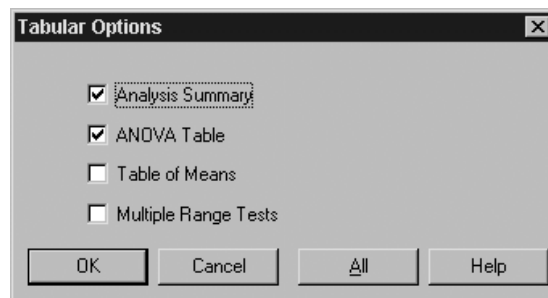 Tabular Options
Analysis Summary
ANOVA Table
Table of Means
Multiple Range Tests
OK Cancel All Help